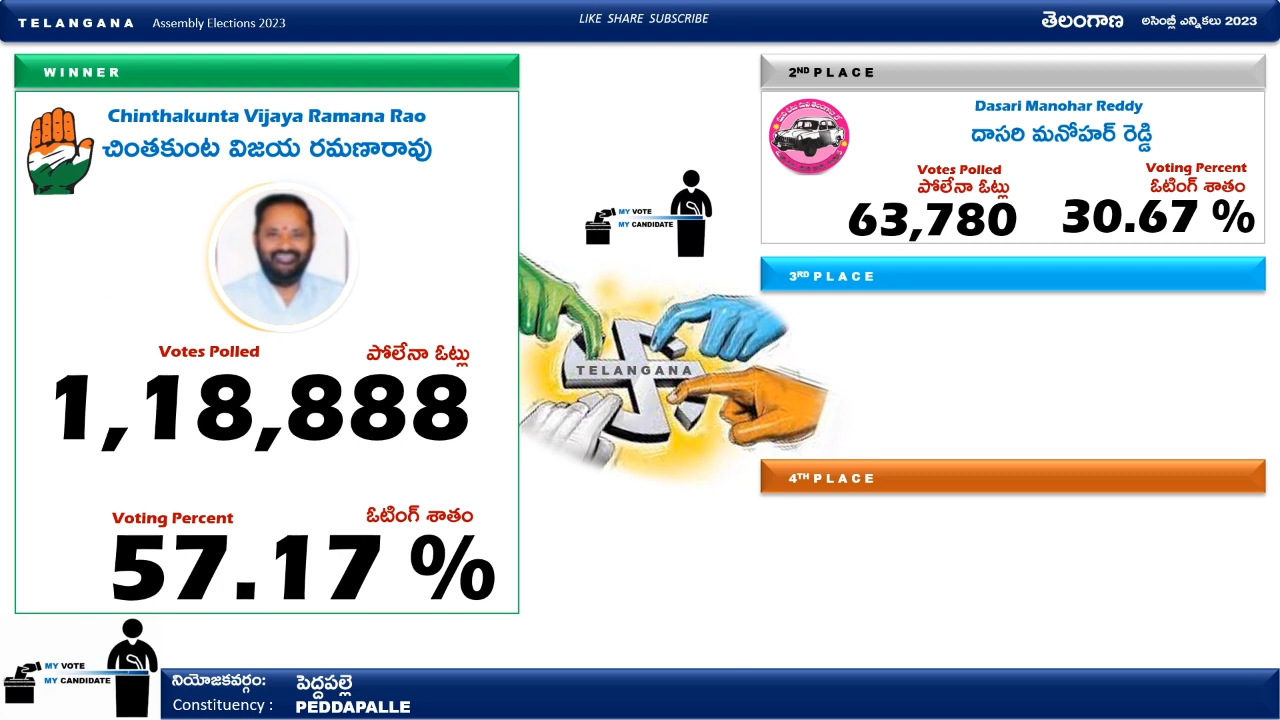 TELANGANA Assembly Elections 2023
LIKE SHARE SUBSCRIBE
తెలంగాణ అసెంబ్లీ ఎన్నికలు 2023
WINNER
Chinthakunta Vijaya Ramana Rao
చింతకుంట విజయ రమణారావు
Votes Polled పోలేనా ఓట్లు
1,18,888
Voting Percent ఓటింగ్ శాతం
57.17 %
MY VOTE
MY CANDIDATE
TELANGANA
2ND PLACE
Dasari Manohar Reddy
దాసరి మనోహర్ రెడ్డి
Votes Polled Voting Percent
పోలేనా ఓట్లు ఓటింగ్ శాతం
63,780 30.67 %
3RD PLACE
4TH PLACE
MY VOTE
MY CANDIDATE
నియోజకవర్గం: పెద్దపల్లె
Constituency : PEDDAPALLE